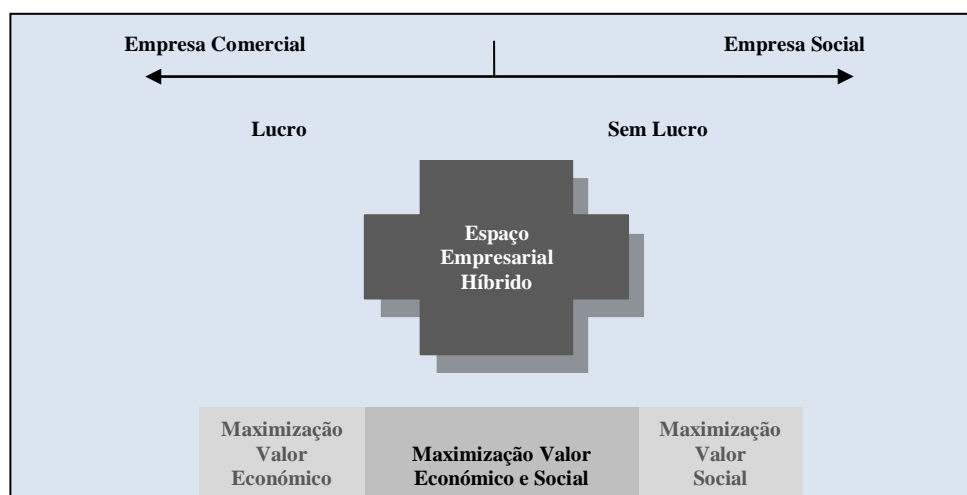 Empresa Comercial
Empresa Social
Lucro
Sem Lucro
Espaço
Empresarial
Híbrido
Maximização
Valor
Económico
Maximização Valor
Económico e Social
Maximização
Valor
Social